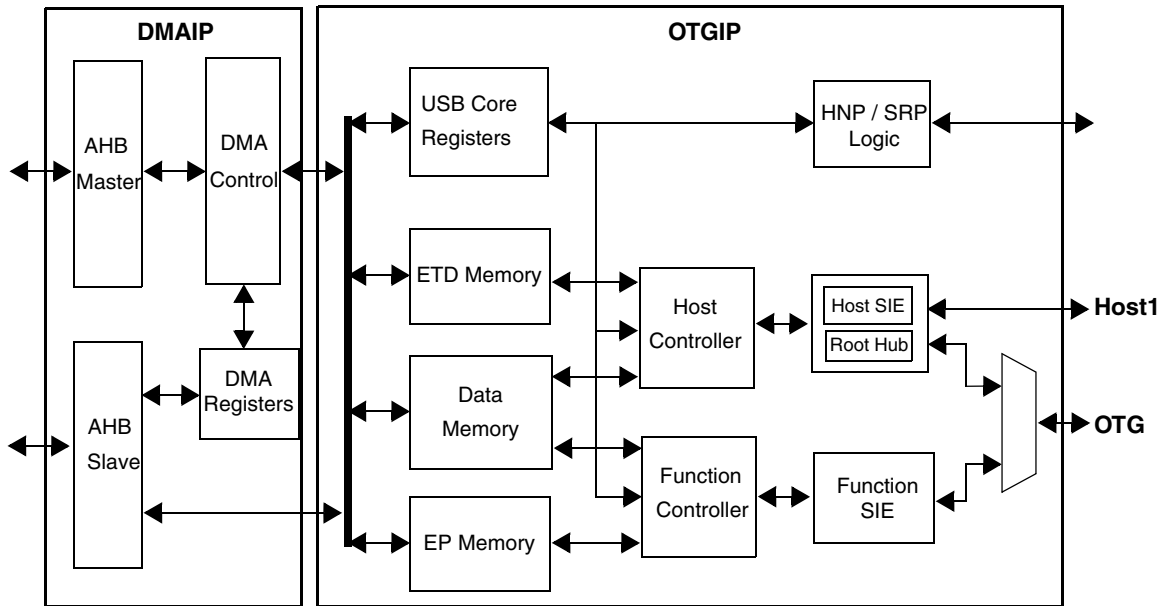 DMAIP
OTGIP
AHB
Master
DMA
Control
USB Core
Registers
HNP / SRP
Logic
ETD Memory
Host
Controller
Host SIE
Root Hub
Host1
DMA
Registers
Data
Memory
AHB
Slave
OTG
Function
Controller
Function
SIE
EP Memory